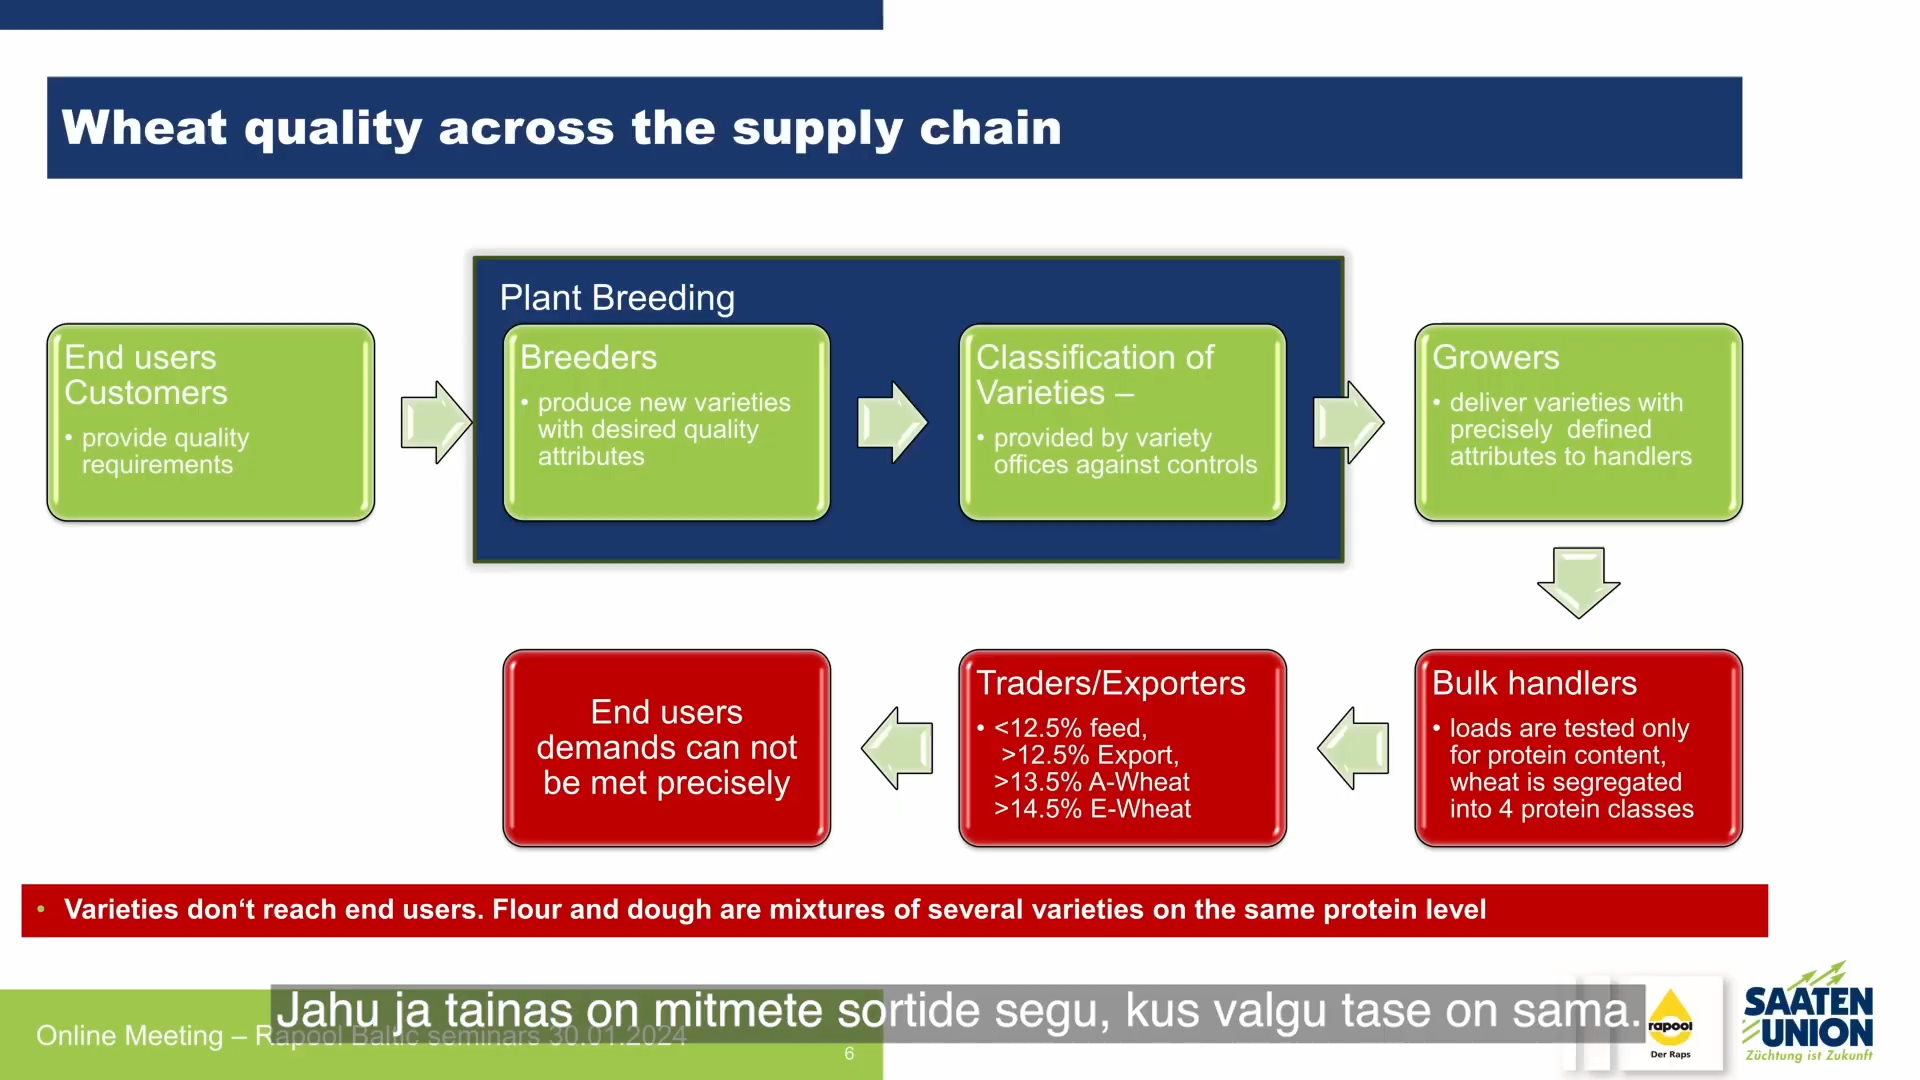 Wheat quality across the supply chain
Plant Breeding
End users
Customers
• provide quality
requirements
Breeders
• produce new varieties
with desired quality
attributes
Classification of
Varieties –
• provided by variety
offices against controls
Growers
• deliver varieties with
precisely defined
attributes to handlers
Bulk handlers
• loads are tested only
for protein content,
wheat is segregated
into 4 protein classes
Traders/Exporters
• <12.5% feed,
>12.5% Export,
>13.5% A-Wheat
>14.5% E-Wheat
End users
demands can not
be met precisely
• Varieties don‘t reach end users. Flour and dough are mixtures of several varieties on the same protein level
Jahu ja tainas on mitmete sortide segu, kus valgu tase on sama.
Online Meeting – Rapool Baltic seminars 30.01.2024
6
rapool
Der Raps
SAATEN
UNION
Züchtung ist Zukunft